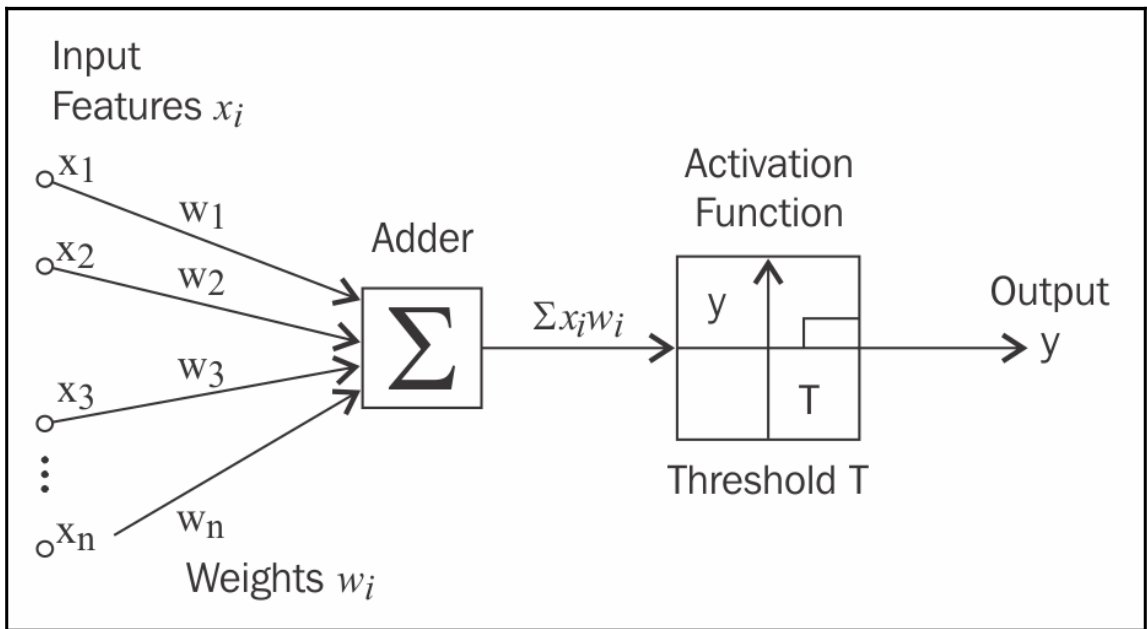 Input
Features xᵢ
x₁
w₁
x₂
w₂
x₃
w₃
xₙ
wₙ
Weights wᵢ
Adder
Σ
Σxᵢwᵢ
Activation
Function
y
T
Threshold T
Output
y